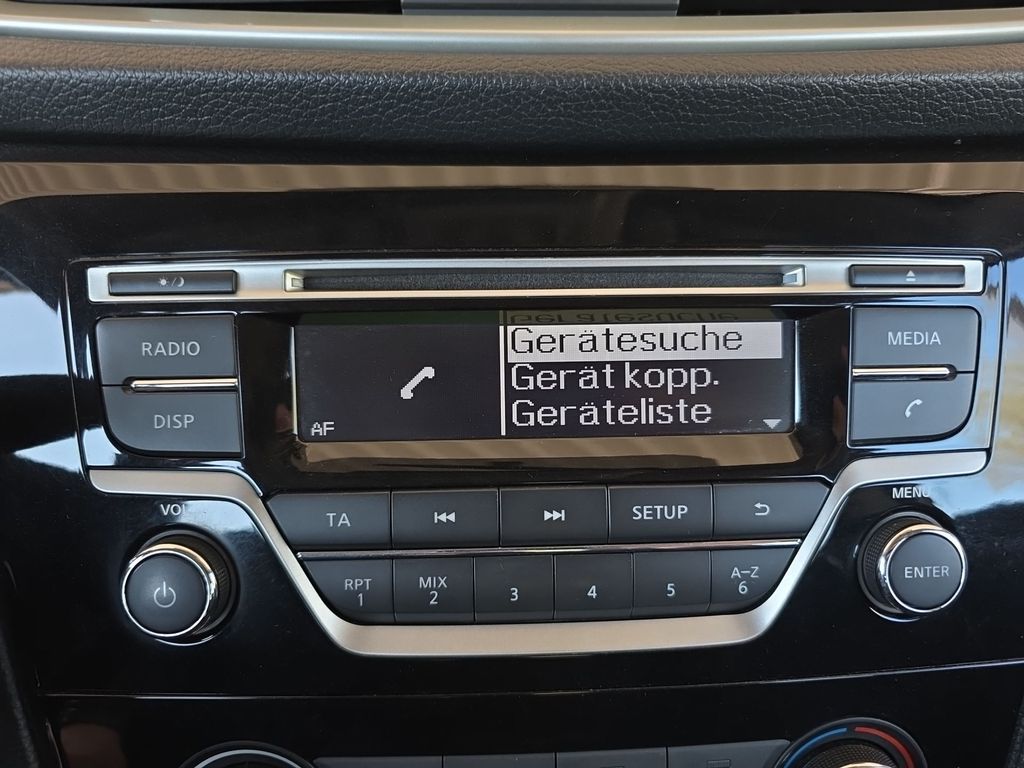 RADIO
DISP
Gerätesuche
Gerät kopp.
Geräteliste
AF
MEDIA
VOL
TA
SETUP
MENU
RPT
1
MIX
2
3
4
5
A-Z
6
ENTER